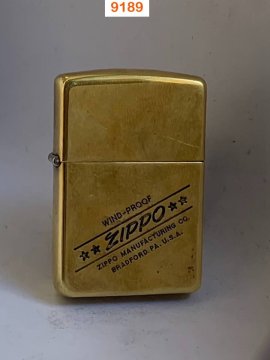 9189
WIND-PROOF
★★ ZIPPO ★★
ZIPPO MANUFACTURING CO.
BRADFORD. PA. U.S.A.